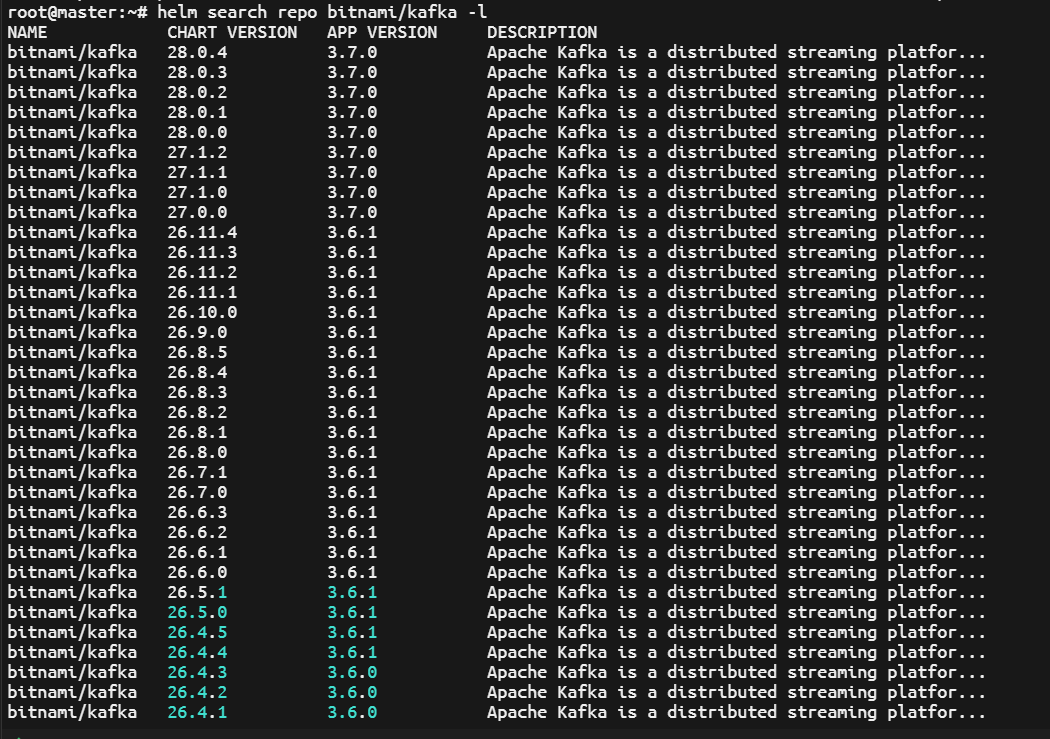 root@master:~# helm search repo bitnami/kafka -l
NAME CHART VERSION APP VERSION DESCRIPTION
bitnami/kafka 28.0.4 3.7.0 Apache Kafka is a distributed streaming platfor...
bitnami/kafka 28.0.3 3.7.0 Apache Kafka is a distributed streaming platfor...
bitnami/kafka 28.0.2 3.7.0 Apache Kafka is a distributed streaming platfor...
bitnami/kafka 28.0.1 3.7.0 Apache Kafka is a distributed streaming platfor...
bitnami/kafka 28.0.0 3.7.0 Apache Kafka is a distributed streaming platfor...
bitnami/kafka 27.1.2 3.7.0 Apache Kafka is a distributed streaming platfor...
bitnami/kafka 27.1.1 3.7.0 Apache Kafka is a distributed streaming platfor...
bitnami/kafka 27.1.0 3.7.0 Apache Kafka is a distributed streaming platfor...
bitnami/kafka 27.0.0 3.7.0 Apache Kafka is a distributed streaming platfor...
bitnami/kafka 26.11.4 3.6.1 Apache Kafka is a distributed streaming platfor...
bitnami/kafka 26.11.3 3.6.1 Apache Kafka is a distributed streaming platfor...
bitnami/kafka 26.11.2 3.6.1 Apache Kafka is a distributed streaming platfor...
bitnami/kafka 26.11.1 3.6.1 Apache Kafka is a distributed streaming platfor...
bitnami/kafka 26.10.0 3.6.1 Apache Kafka is a distributed streaming platfor...
bitnami/kafka 26.9.0 3.6.1 Apache Kafka is a distributed streaming platfor...
bitnami/kafka 26.8.5 3.6.1 Apache Kafka is a distributed streaming platfor...
bitnami/kafka 26.8.4 3.6.1 Apache Kafka is a distributed streaming platfor...
bitnami/kafka 26.8.3 3.6.1 Apache Kafka is a distributed streaming platfor...
bitnami/kafka 26.8.2 3.6.1 Apache Kafka is a distributed streaming platfor...
bitnami/kafka 26.8.1 3.6.1 Apache Kafka is a distributed streaming platfor...
bitnami/kafka 26.8.0 3.6.1 Apache Kafka is a distributed streaming platfor...
bitnami/kafka 26.7.1 3.6.1 Apache Kafka is a distributed streaming platfor...
bitnami/kafka 26.7.0 3.6.1 Apache Kafka is a distributed streaming platfor...
bitnami/kafka 26.6.3 3.6.1 Apache Kafka is a distributed streaming platfor...
bitnami/kafka 26.6.2 3.6.1 Apache Kafka is a distributed streaming platfor...
bitnami/kafka 26.6.1 3.6.1 Apache Kafka is a distributed streaming platfor...
bitnami/kafka 26.6.0 3.6.1 Apache Kafka is a distributed streaming platfor...
bitnami/kafka 26.5.1 3.6.1 Apache Kafka is a distributed streaming platfor...
bitnami/kafka 26.5.0 3.6.1 Apache Kafka is a distributed streaming platfor...
bitnami/kafka 26.4.5 3.6.1 Apache Kafka is a distributed streaming platfor...
bitnami/kafka 26.4.4 3.6.1 Apache Kafka is a distributed streaming platfor...
bitnami/kafka 26.4.3 3.6.0 Apache Kafka is a distributed streaming platfor...
bitnami/kafka 26.4.2 3.6.0 Apache Kafka is a distributed streaming platfor...
bitnami/kafka 26.4.1 3.6.0 Apache Kafka is a distributed streaming platfor...